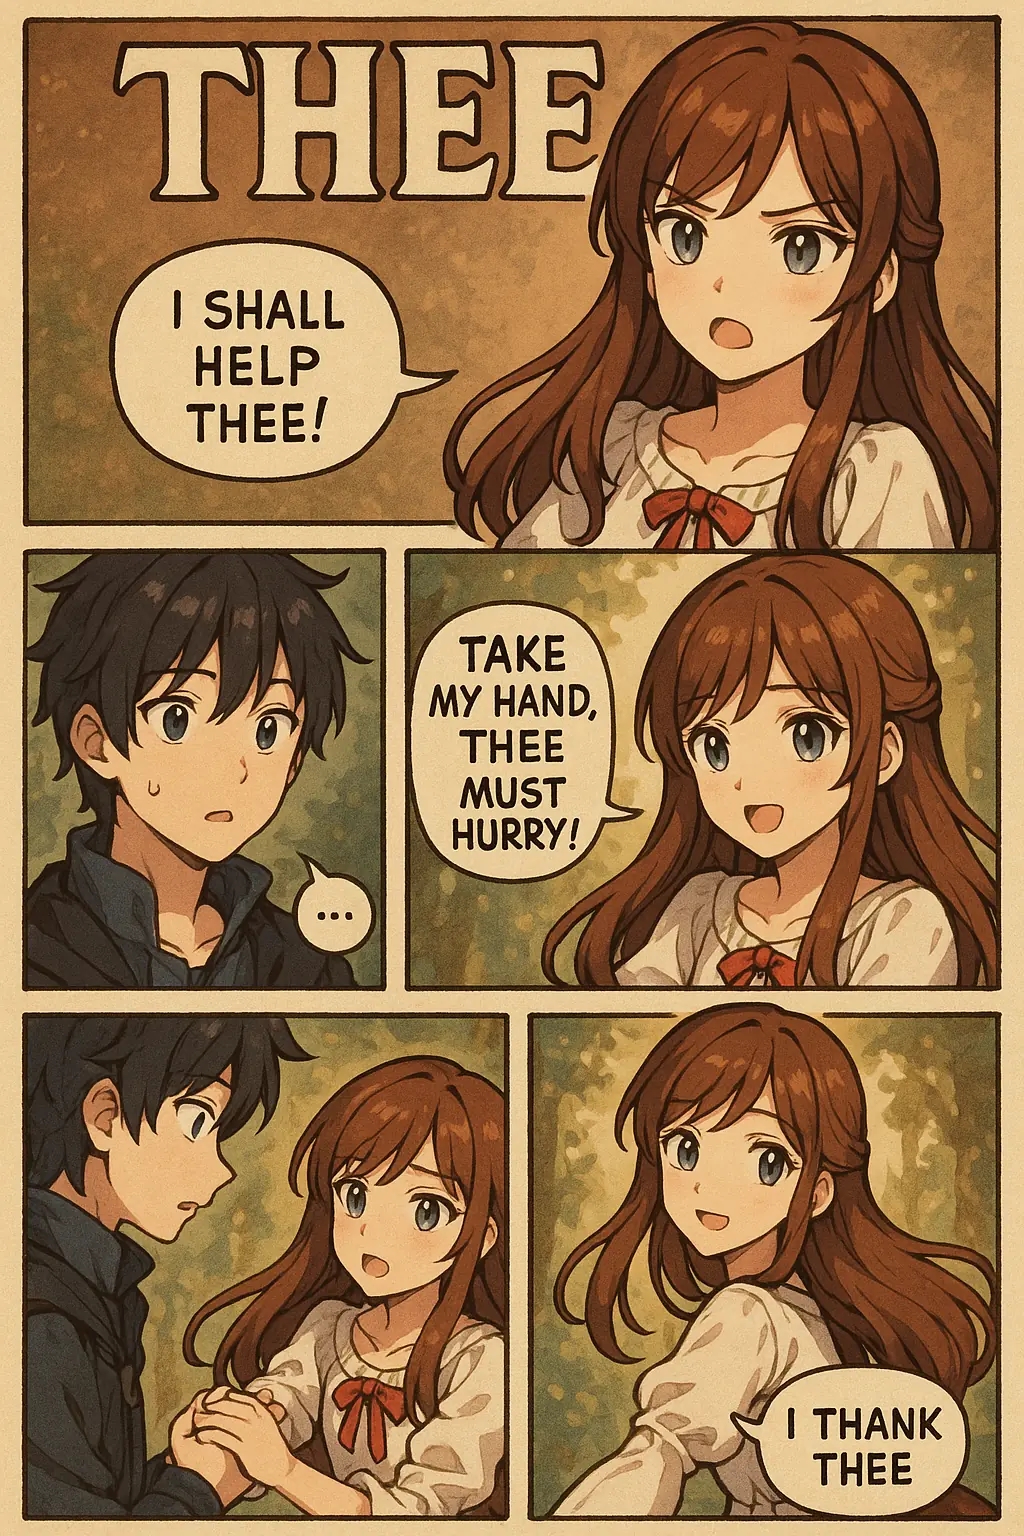 THEE
I SHALL
HELP
THEE!
...
TAKE
MY HAND,
THEE
MUST
HURRY!
I THANK
THEE